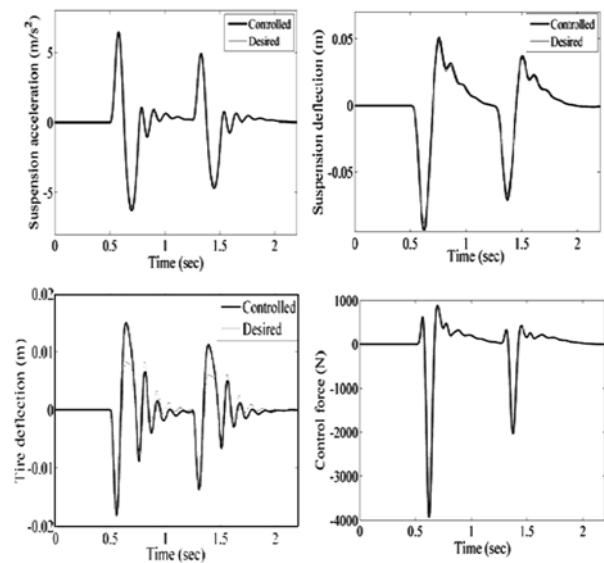 Suspension acceleration (m/s²)
5
0
-5
0
0.5
1
1.5
2
Time (sec)
Controlled
Desired
Suspension deflection (m)
0.05
0
-0.05
0
0.5
1
1.5
2
Time (sec)
Controlled
Desired
Tire deflection (m)
0.02
0.01
0
-0.01
-0.02
0
0.5
1
1.5
2
Time (sec)
Controlled
Desired
Control force (N)
1000
0
-1000
-2000
-3000
-4000
0
0.5
1
1.5
2
Time (sec)